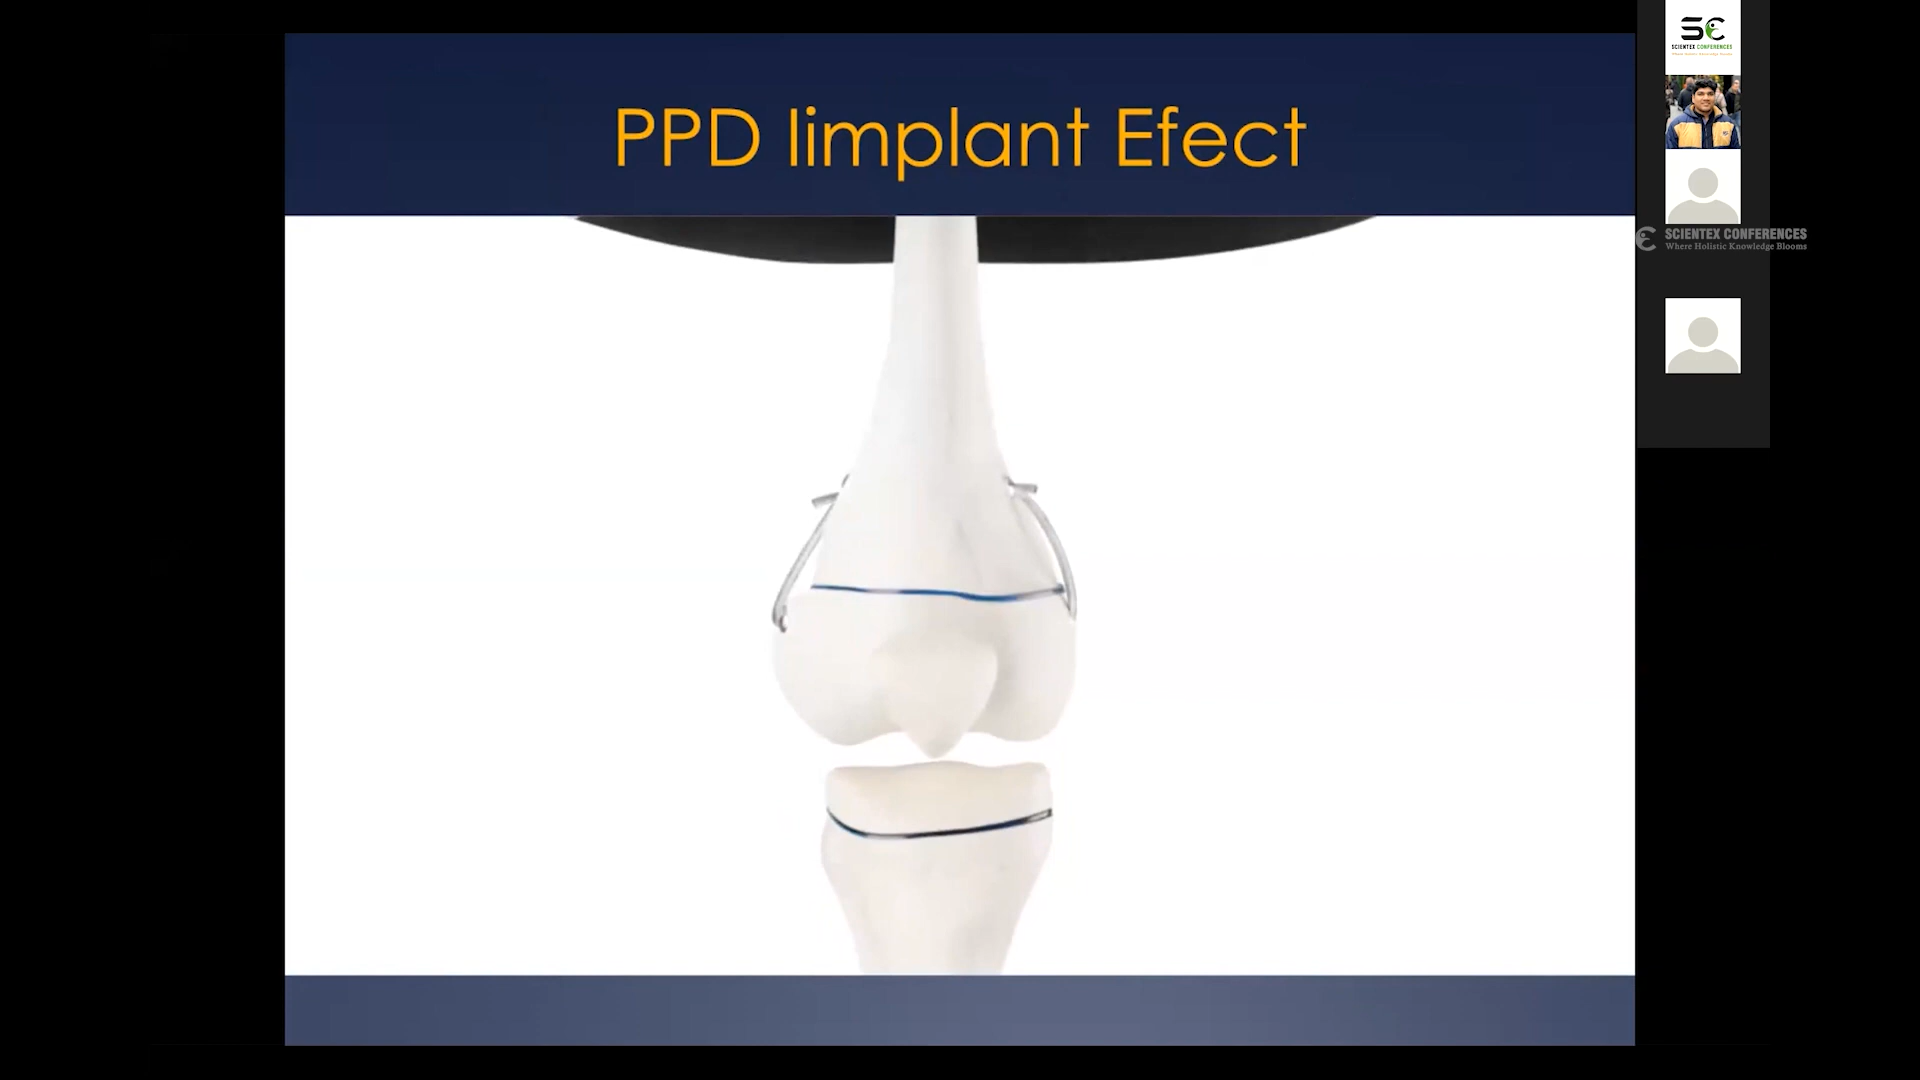 PPD Iimplant Efect
SC
SCIENTEX CONFERENCES
SCIENTEX CONFERENCES
Where Holistic Knowledge Blooms